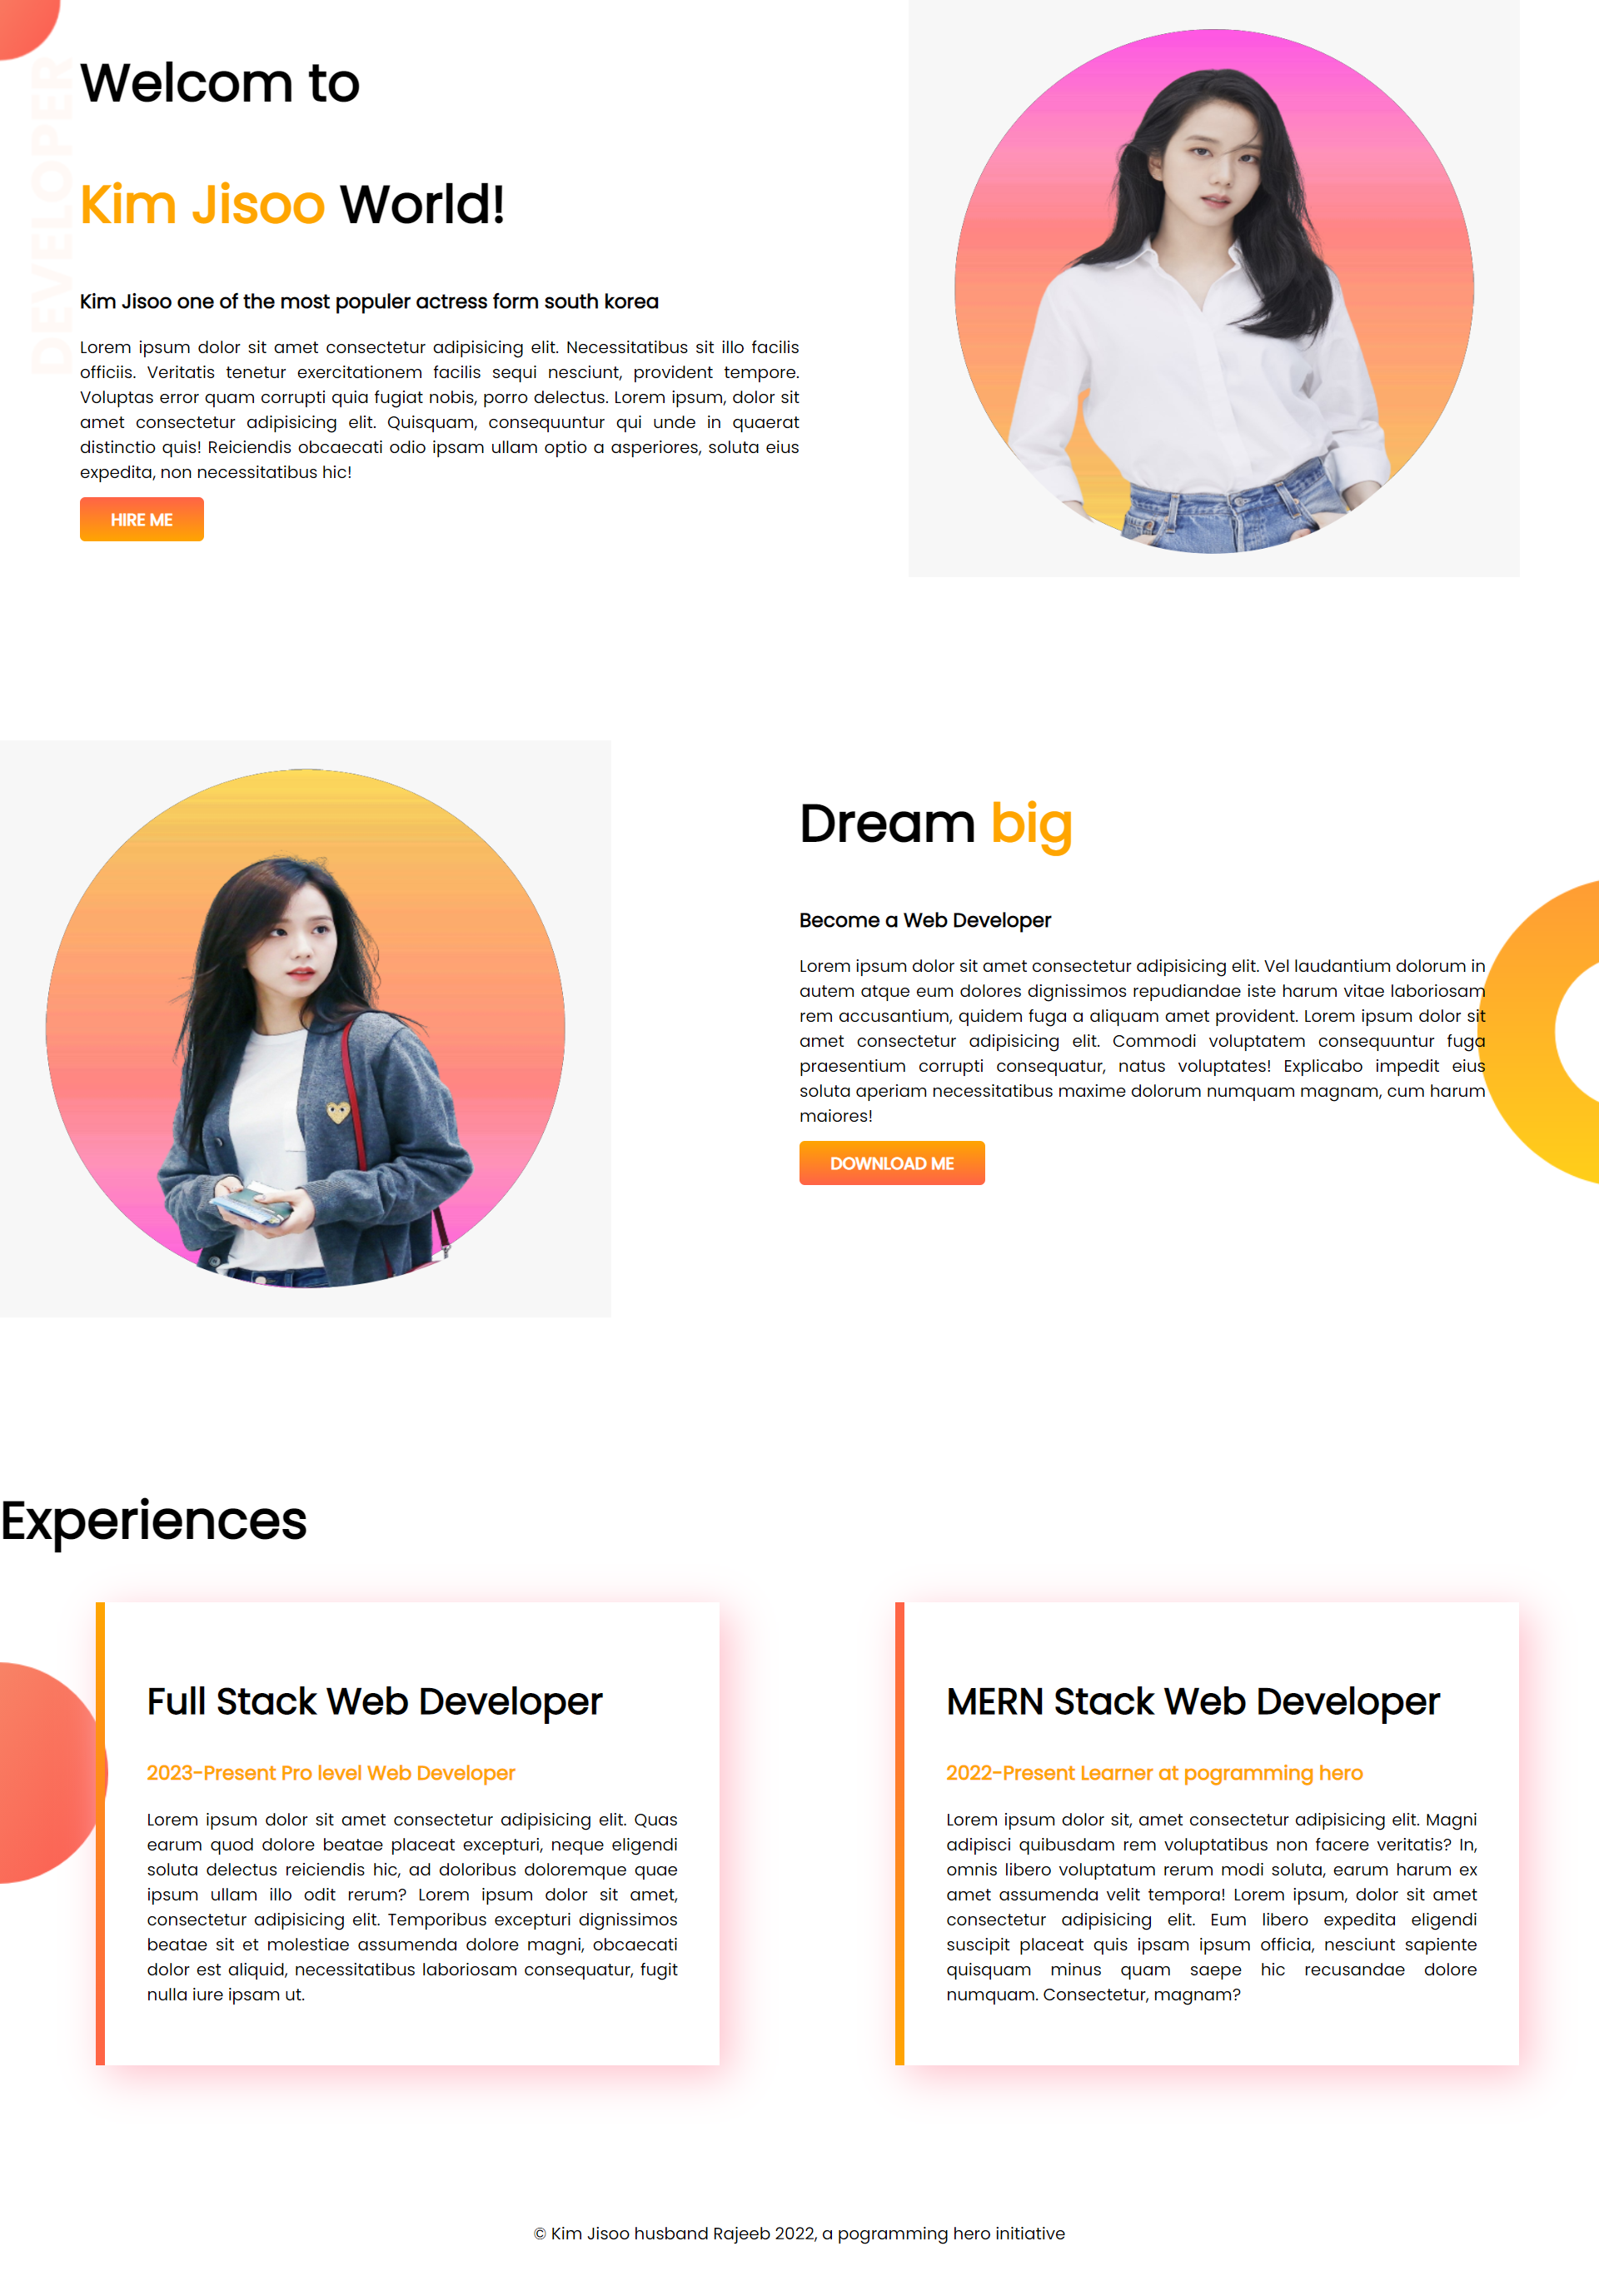 DEVELOPER
Welcom to
Kim Jisoo World!
Kim Jisoo one of the most populer actress form south korea
Lorem ipsum dolor sit amet consectetur adipisicing elit. Necessitatibus sit illo facilis
officiis. Veritatis tenetur exercitationem facilis sequi nesciunt, provident tempore.
Voluptas error quam corrupti quia fugiat nobis, porro delectus. Lorem ipsum, dolor sit
amet consectetur adipisicing elit. Quisquam, consequuntur qui unde in quaerat
distinctio quis! Reiciendis obcaecati odio ipsam ullam optio a asperiores, soluta eius
expedita, non necessitatibus hic!
HIRE ME
Dream big
Become a Web Developer
Lorem ipsum dolor sit amet consectetur adipisicing elit. Vel laudantium dolorum in
autem atque eum dolores dignissimos repudiandae iste harum vitae laboriosam
rem accusantium, quidem fuga a aliquam amet provident. Lorem ipsum dolor sit
amet consectetur adipisicing elit. Commodi voluptatem consequuntur fuga
praesentium corrupti consequatur, natus voluptates! Explicabo impedit eius
soluta aperiam necessitatibus maxime dolorum numquam magnam, cum harum
maiores!
DOWNLOAD ME
Experiences
Full Stack Web Developer
2023-Present Pro level Web Developer
Lorem ipsum dolor sit amet consectetur adipisicing elit. Quas
earum quod dolore beatae placeat excepturi, neque eligendi
soluta delectus reiciendis hic, ad doloribus doloremque quae
ipsum ullam illo odit rerum? Lorem ipsum dolor sit amet,
consectetur adipisicing elit. Temporibus excepturi dignissimos
beatae sit et molestiae assumenda dolore magni, obcaecati
dolor est aliquid, necessitatibus laboriosam consequatur, fugit
nulla iure ipsam ut.
MERN Stack Web Developer
2022-Present Learner at pogramming hero
Lorem ipsum dolor sit, amet consectetur adipisicing elit. Magni
adipisci quibusdam rem voluptatibus non facere veritatis? In,
omnis libero voluptatum rerum modi soluta, earum harum ex
amet assumenda velit tempora! Lorem ipsum, dolor sit amet
consectetur adipisicing elit. Eum libero expedita eligendi
suscipit placeat quis ipsam ipsum officia, nesciunt sapiente
quisquam minus quam saepe hic recusandae dolore
numquam. Consectetur, magnam?
© Kim Jisoo husband Rajeeb 2022, a pogramming hero initiative